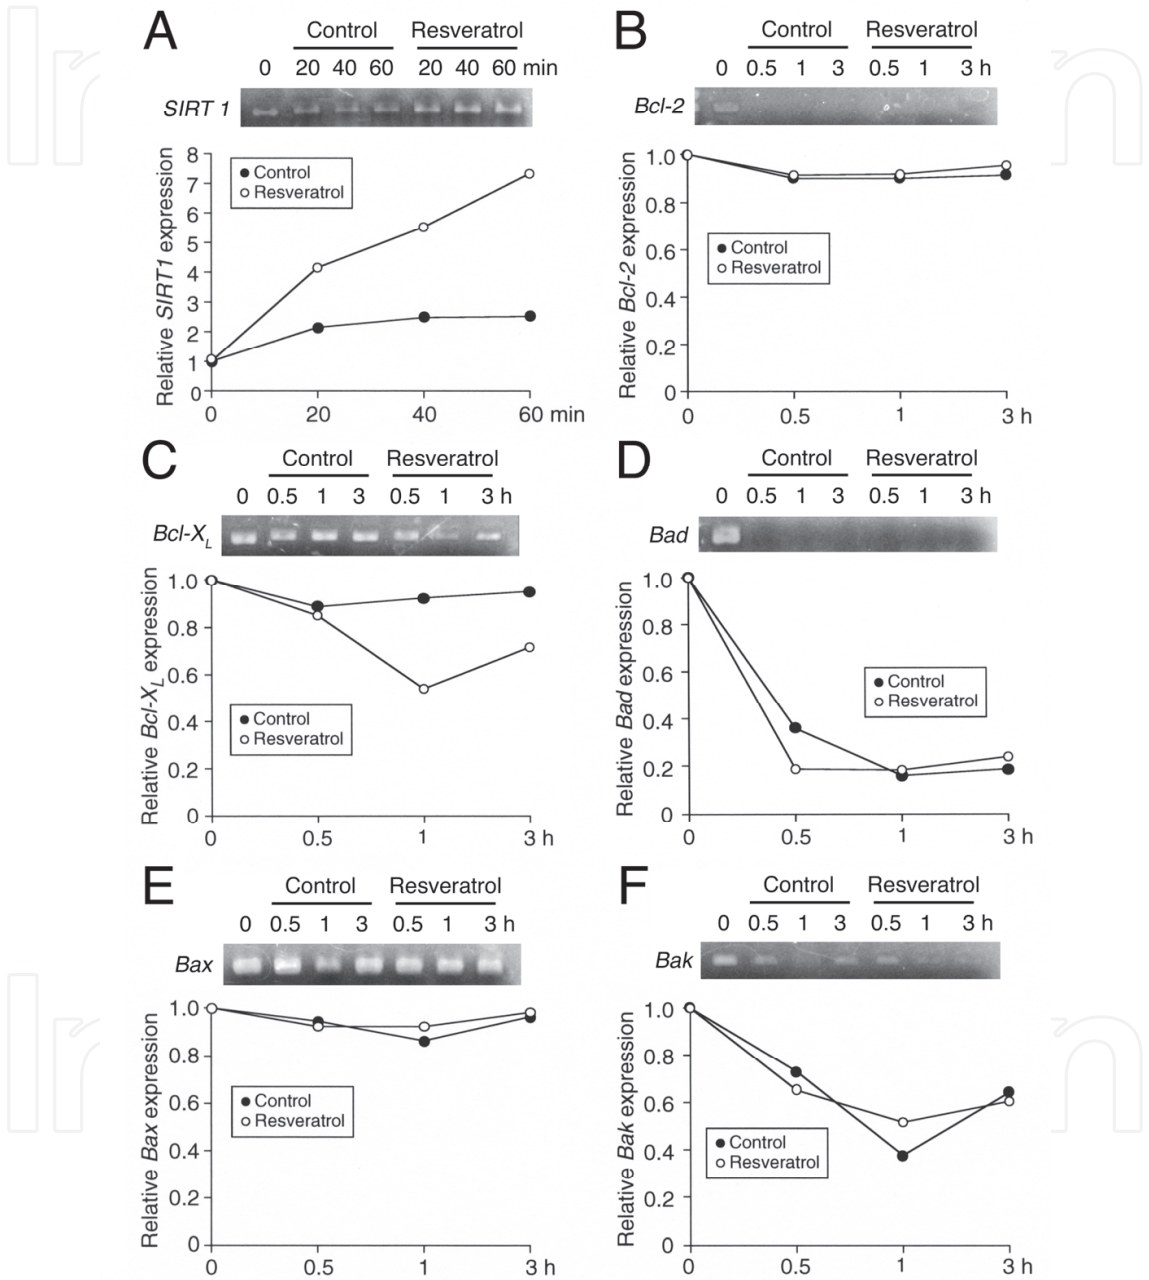 A
Control Resveratrol
0 20 40 60 20 40 60 min
SIRT 1
8
7
6
5
4
3
2
1
0
Relative SIRT1 expression
Control
Resveratrol
0 20 40 60 min
B
Control Resveratrol
0 0.5 1 3 0.5 1 3 h
Bcl-2
1.0
0.8
0.6
0.4
0.2
0
Relative Bcl-2 expression
Control
Resveratrol
0 0.5 1 3 h
C
Control Resveratrol
0 0.5 1 3 0.5 1 3 h
Bcl-XL
1.0
0.8
0.6
0.4
0.2
0
Relative Bcl-XL expression
Control
Resveratrol
0 0.5 1 3 h
D
Control Resveratrol
0 0.5 1 3 0.5 1 3 h
Bad
1.0
0.8
0.6
0.4
0.2
0
Relative Bad expression
Control
Resveratrol
0 0.5 1 3 h
E
Control Resveratrol
0 0.5 1 3 0.5 1 3 h
Bax
1.0
0.8
0.6
0.4
0.2
0
Relative Bax expression
Control
Resveratrol
0 0.5 1 3 h
F
Control Resveratrol
0 0.5 1 3 0.5 1 3 h
Bak
1.0
0.8
0.6
0.4
0.2
0
Relative Bak expression
Control
Resveratrol
0 0.5 1 3 h